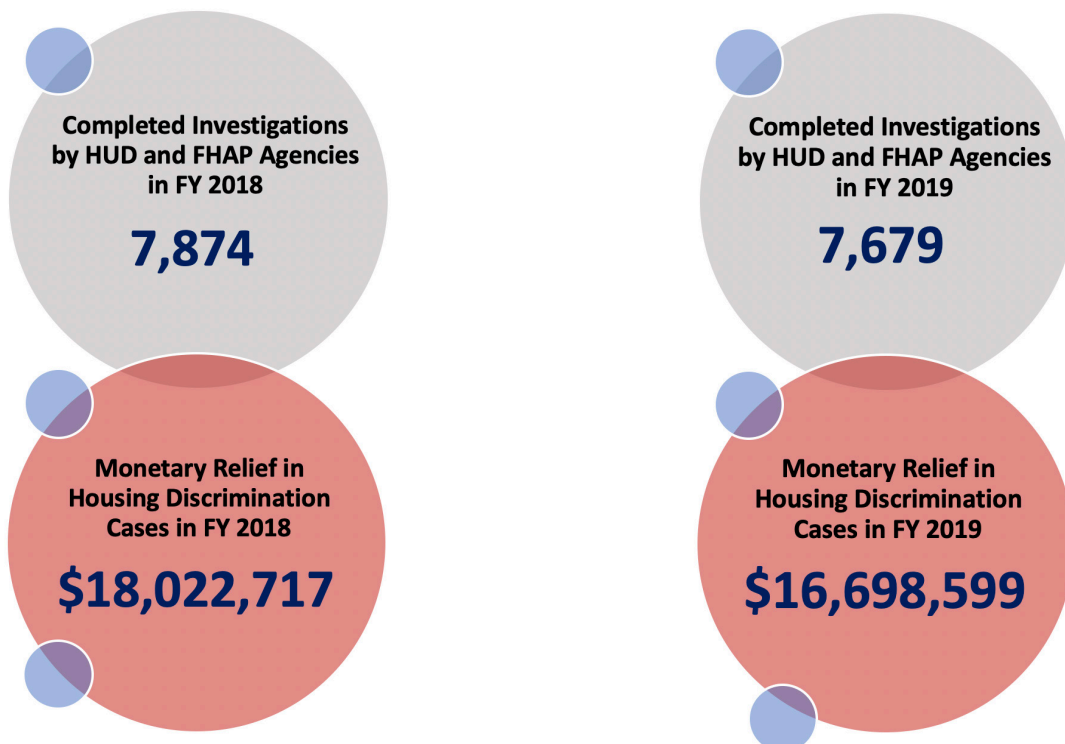 Completed Investigations
by HUD and FHAP Agencies
in FY 2018
7,874
Monetary Relief in
Housing Discrimination
Cases in FY 2018
$18,022,717
Completed Investigations
by HUD and FHAP Agencies
in FY 2019
7,679
Monetary Relief in
Housing Discrimination
Cases in FY 2019
$16,698,599